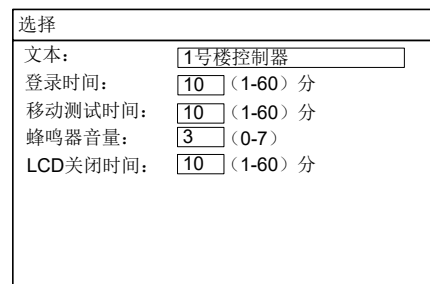 选择
文本： 1号楼控制器
登录时间： 10 （1-60）分
移动测试时间： 10 （1-60）分
蜂鸣器音量： 3 （0-7）
LCD关闭时间： 10 （1-60）分